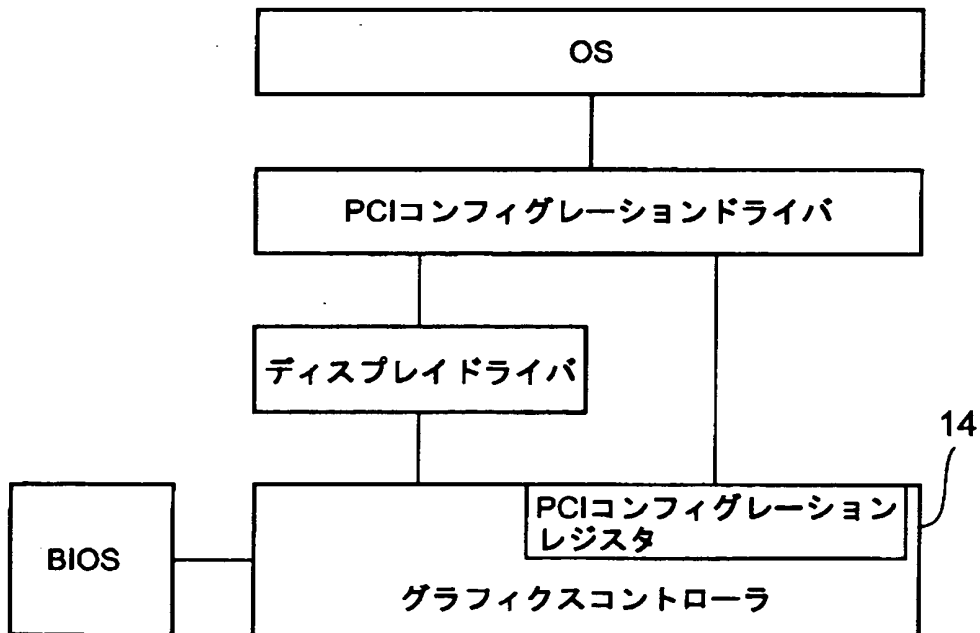 OS
PCIコンフィグレーションドライバ
ディスプレイドライバ
14
PCIコンフィグレーション
レジスタ
BIOS
グラフィクスコントローラ